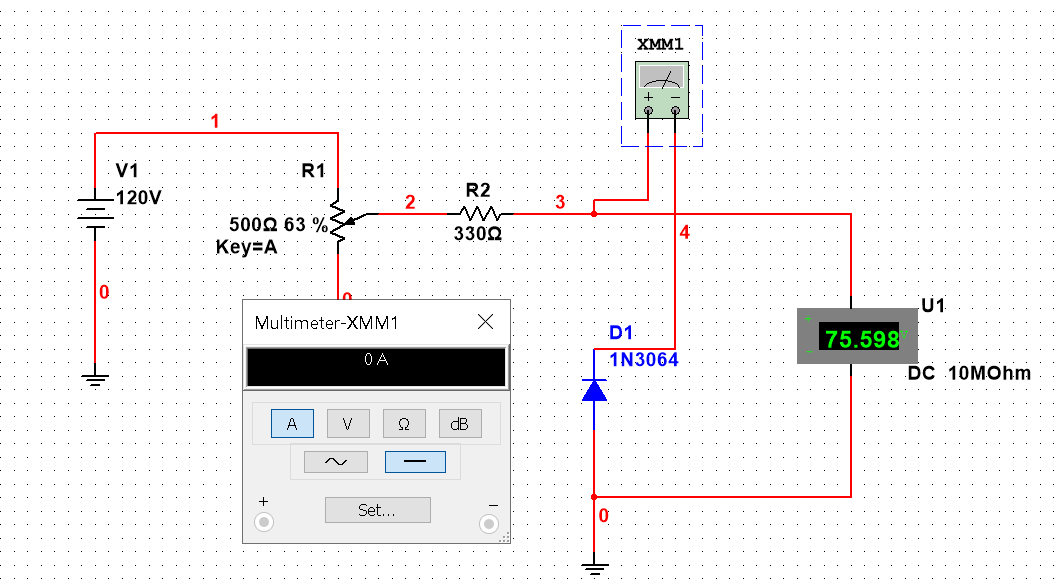 XMM1
+ −
1
V1
120V
R1
500Ω 63 %
Key=A
2
R2
330Ω
3
4
0
0
U1
+
75.598
V
−
DC 10MOhm
D1
1N3064
0
Multimeter-XMM1
0 A
A V Ω dB
+ −
Set...